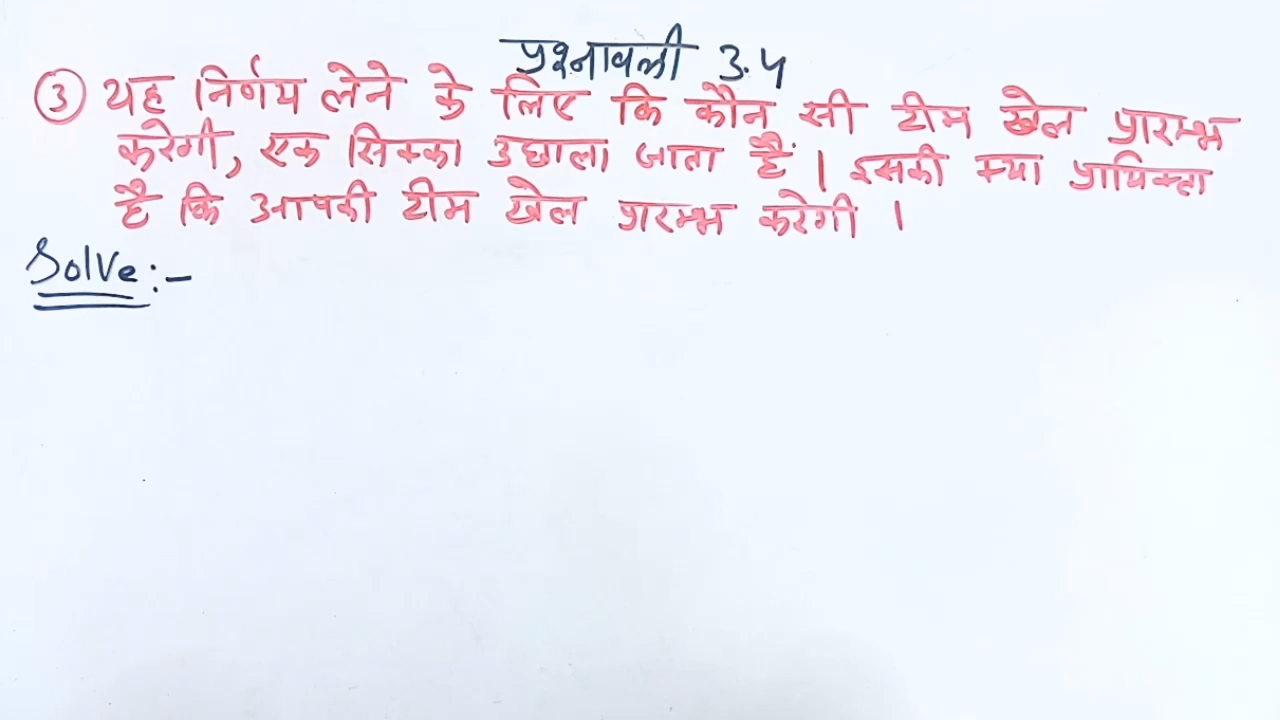 प्रश्नावली 3.4
③ यह निर्णय लेने के लिए कि कौन सी टीम खेल प्रारम्भ
करेगी, एक सिक्का उछाला जाता है । इसकी क्या प्रायिकता
है कि आपकी टीम खेल प्रारम्भ करेगी ।
Solve:-